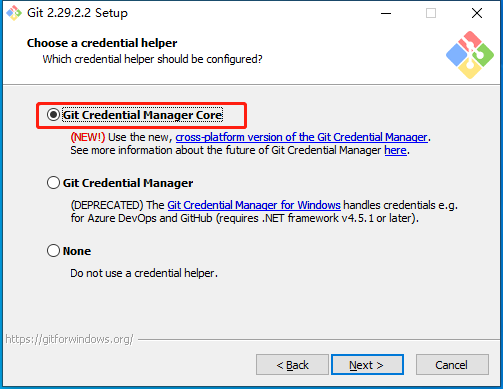 Git 2.29.2.2 Setup
Choose a credential helper
Which credential helper should be configured?
Git Credential Manager Core
(NEW!) Use the new, cross-platform version of the Git Credential Manager.
See more information about the future of Git Credential Manager here.
Git Credential Manager
(DEPRECATED) The Git Credential Manager for Windows handles credentials e.g.
for Azure DevOps and GitHub (requires .NET framework v4.5.1 or later).
None
Do not use a credential helper.
https://gitforwindows.org/
< Back Next > Cancel